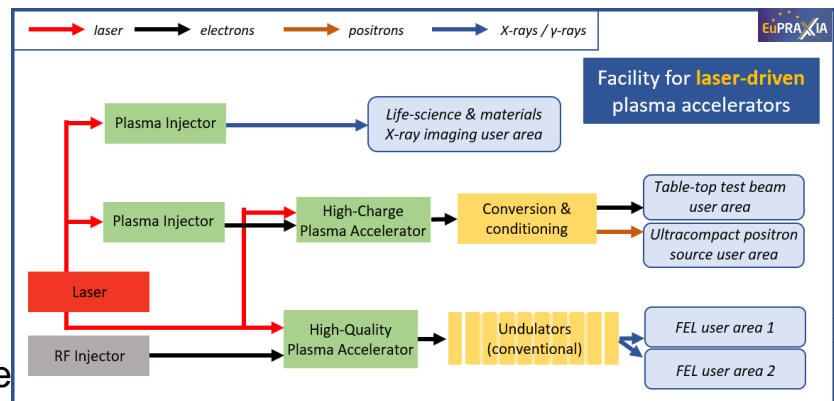 laser
electrons
positrons
X-rays / γ-rays
EuPRAXIA
Facility for laser-driven
plasma accelerators
Plasma Injector
Life-science & materials
X-ray imaging user area
Plasma Injector
High-Charge
Plasma Accelerator
Conversion &
conditioning
Table-top test beam
user area
Ultracompact positron
source user area
Laser
RF Injector
High-Quality
Plasma Accelerator
Undulators
(conventional)
FEL user area 1
FEL user area 2
e